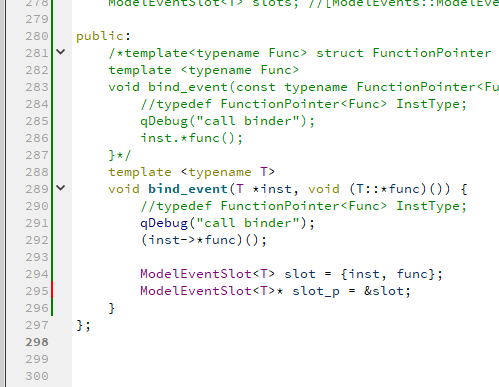 278 ModelEventSlot<T> slots; //[ModelEvents::ModelEve
279
280 public:
281 /*template<typename Func> struct FunctionPointer
282 template <typename Func>
283 void bind_event(const typename FunctionPointer<Fu
284 //typedef FunctionPointer<Func> InstType;
285 qDebug("call binder");
286 inst.*func();
287 }*/
288 template <typename T>
289 void bind_event(T *inst, void (T::*func)()) {
290 //typedef FunctionPointer<Func> InstType;
291 qDebug("call binder");
292 (inst->*func)();
293
294 ModelEventSlot<T> slot = {inst, func};
295 ModelEventSlot<T>* slot_p = &slot;
296 }
297 };
298
299
300